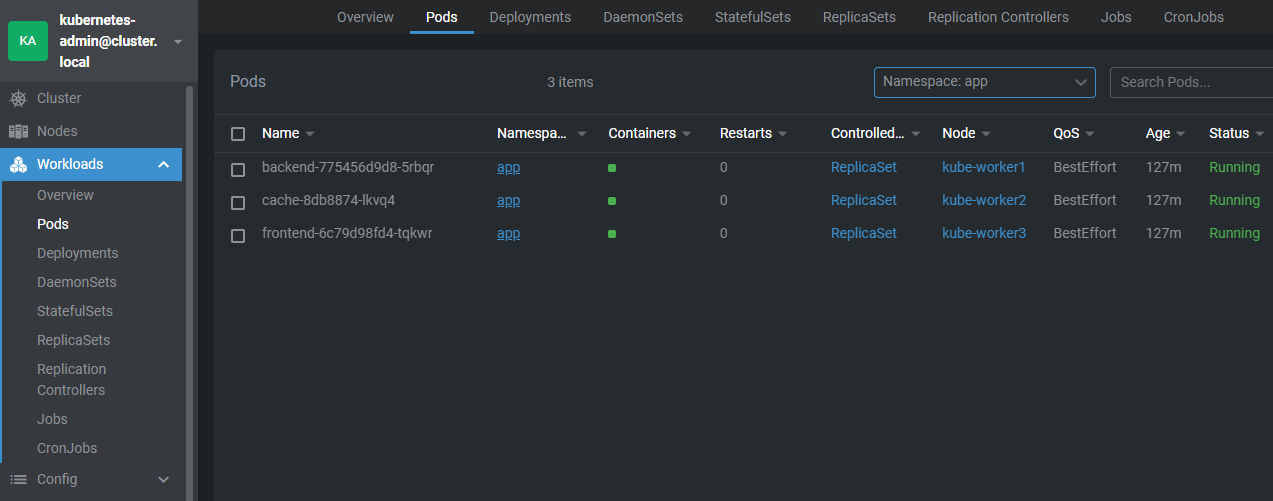 KA
kubernetes-
admin@cluster.
local
Cluster
Nodes
Workloads
Overview
Pods
Deployments
DaemonSets
StatefulSets
ReplicaSets
Replication
Controllers
Jobs
CronJobs
Config
Overview Pods Deployments DaemonSets StatefulSets ReplicaSets Replication Controllers Jobs CronJobs
Pods 3 items Namespace: app Search Pods...
Name Namespa... Containers Restarts Controlled... Node QoS Age Status
backend-775456d9d8-5rbqr app 0 ReplicaSet kube-worker1 BestEffort 127m Running
cache-8db8874-lkvq4 app 0 ReplicaSet kube-worker2 BestEffort 127m Running
frontend-6c79d98fd4-tqkwr app 0 ReplicaSet kube-worker3 BestEffort 127m Running